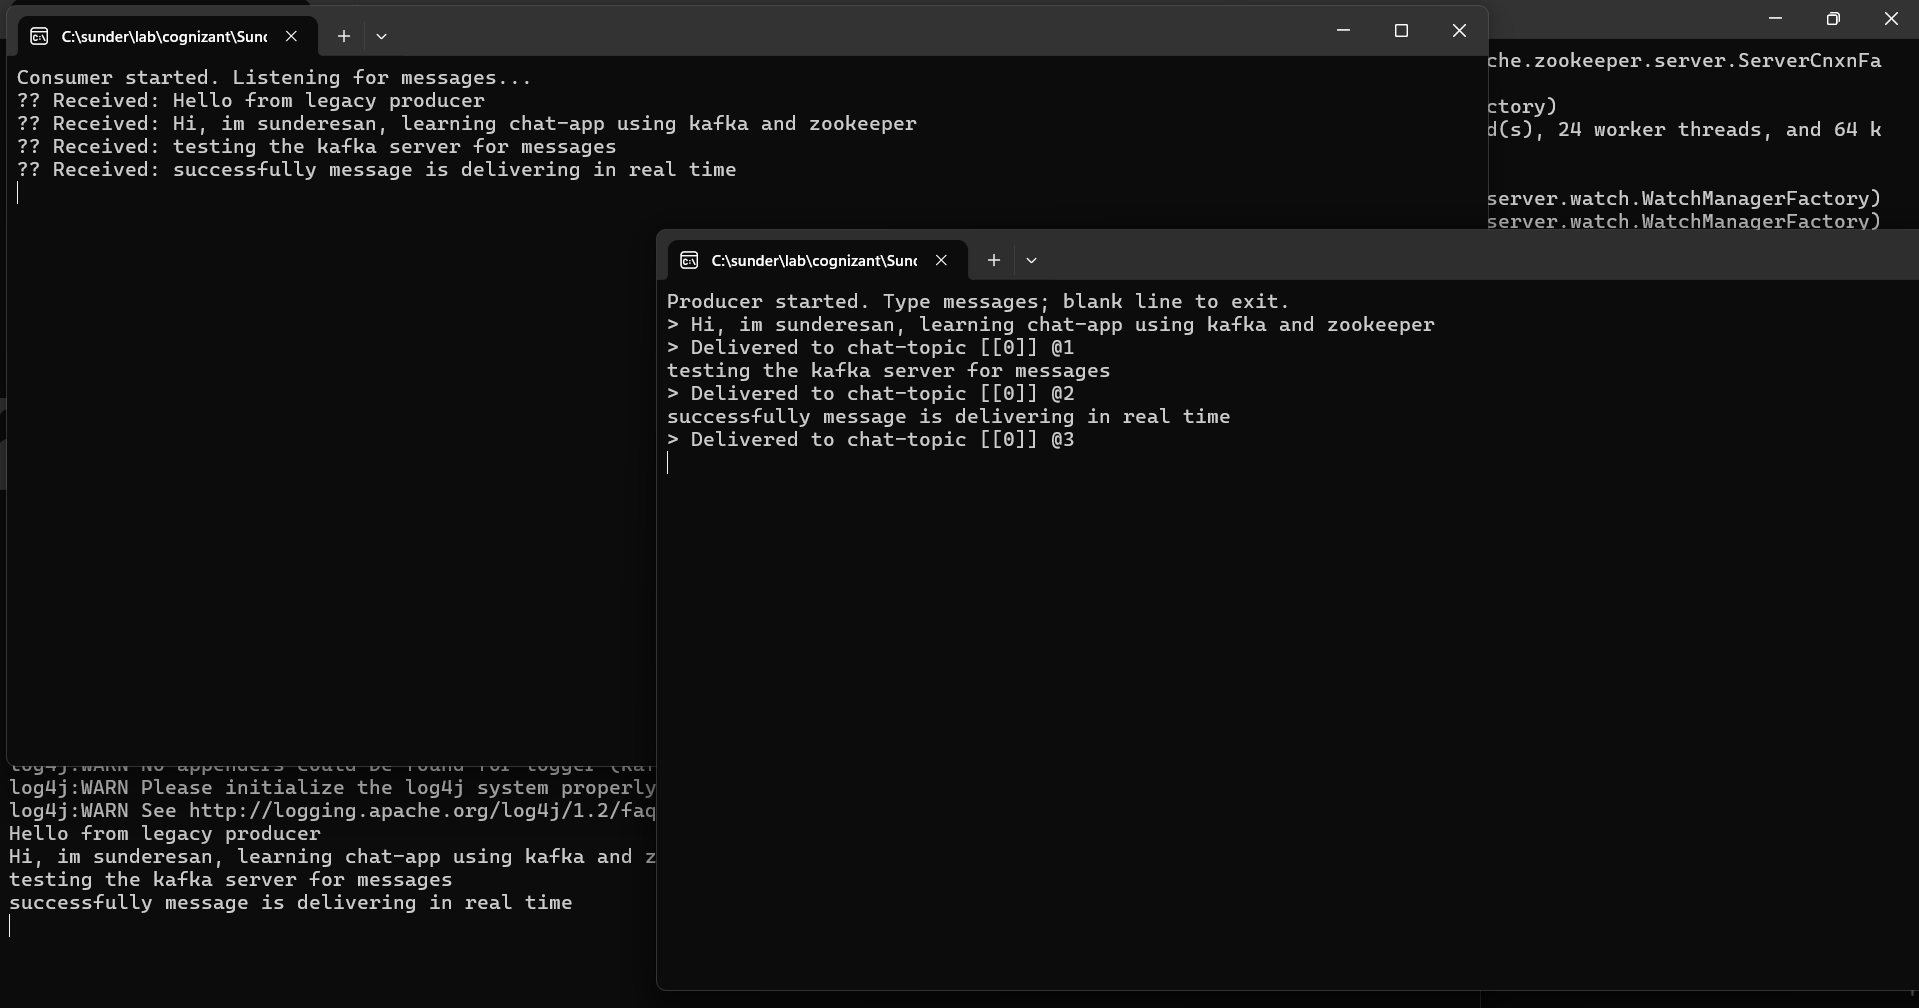 C:\sunder\lab\cognizant\Sund
Consumer started. Listening for messages...
?? Received: Hello from legacy producer
?? Received: Hi, im sunderesan, learning chat-app using kafka and zookeeper
?? Received: testing the kafka server for messages
?? Received: successfully message is delivering in real time
che.zookeeper.server.ServerCnxnFa
ctory)
d(s), 24 worker threads, and 64 k
server.watch.WatchManagerFactory)
server.watch.WatchManagerFactory)
C:\sunder\lab\cognizant\Sund
Producer started. Type messages; blank line to exit.
> Hi, im sunderesan, learning chat-app using kafka and zookeeper
> Delivered to chat-topic [[0]] @1
testing the kafka server for messages
> Delivered to chat-topic [[0]] @2
successfully message is delivering in real time
> Delivered to chat-topic [[0]] @3
log4j:WARN No appenders could be found for logger (kaf
log4j:WARN Please initialize the log4j system properly
log4j:WARN See http://logging.apache.org/log4j/1.2/faq
Hello from legacy producer
Hi, im sunderesan, learning chat-app using kafka and z
testing the kafka server for messages
successfully message is delivering in real time